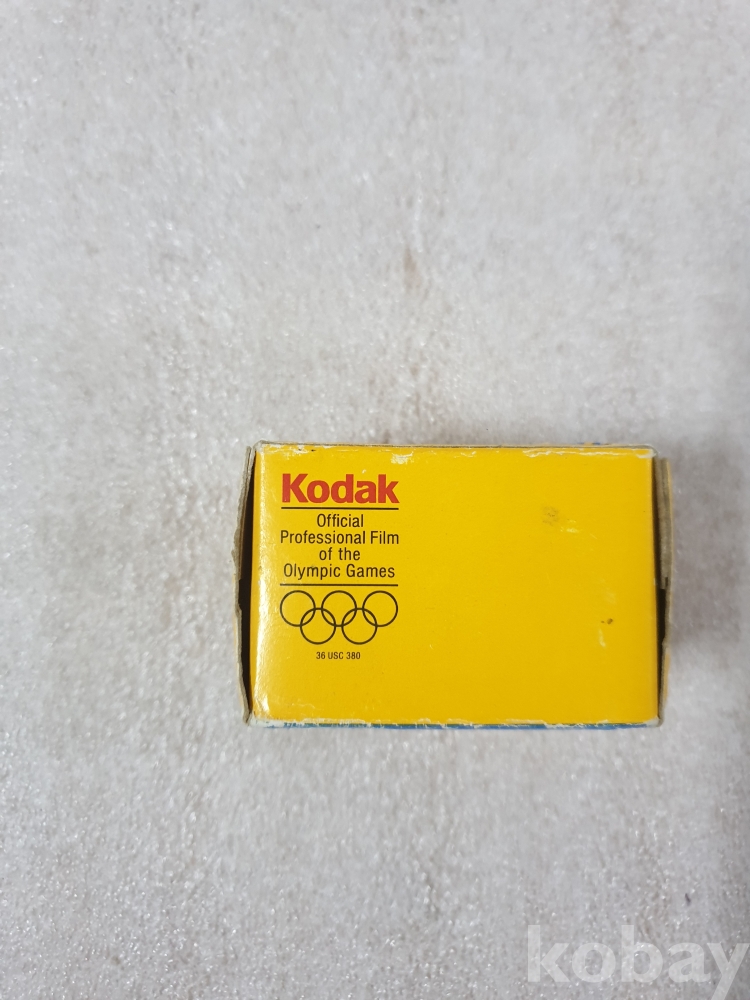 Kodak
Official
Professional Film
of the
Olympic Games
36 USC 380
kobay